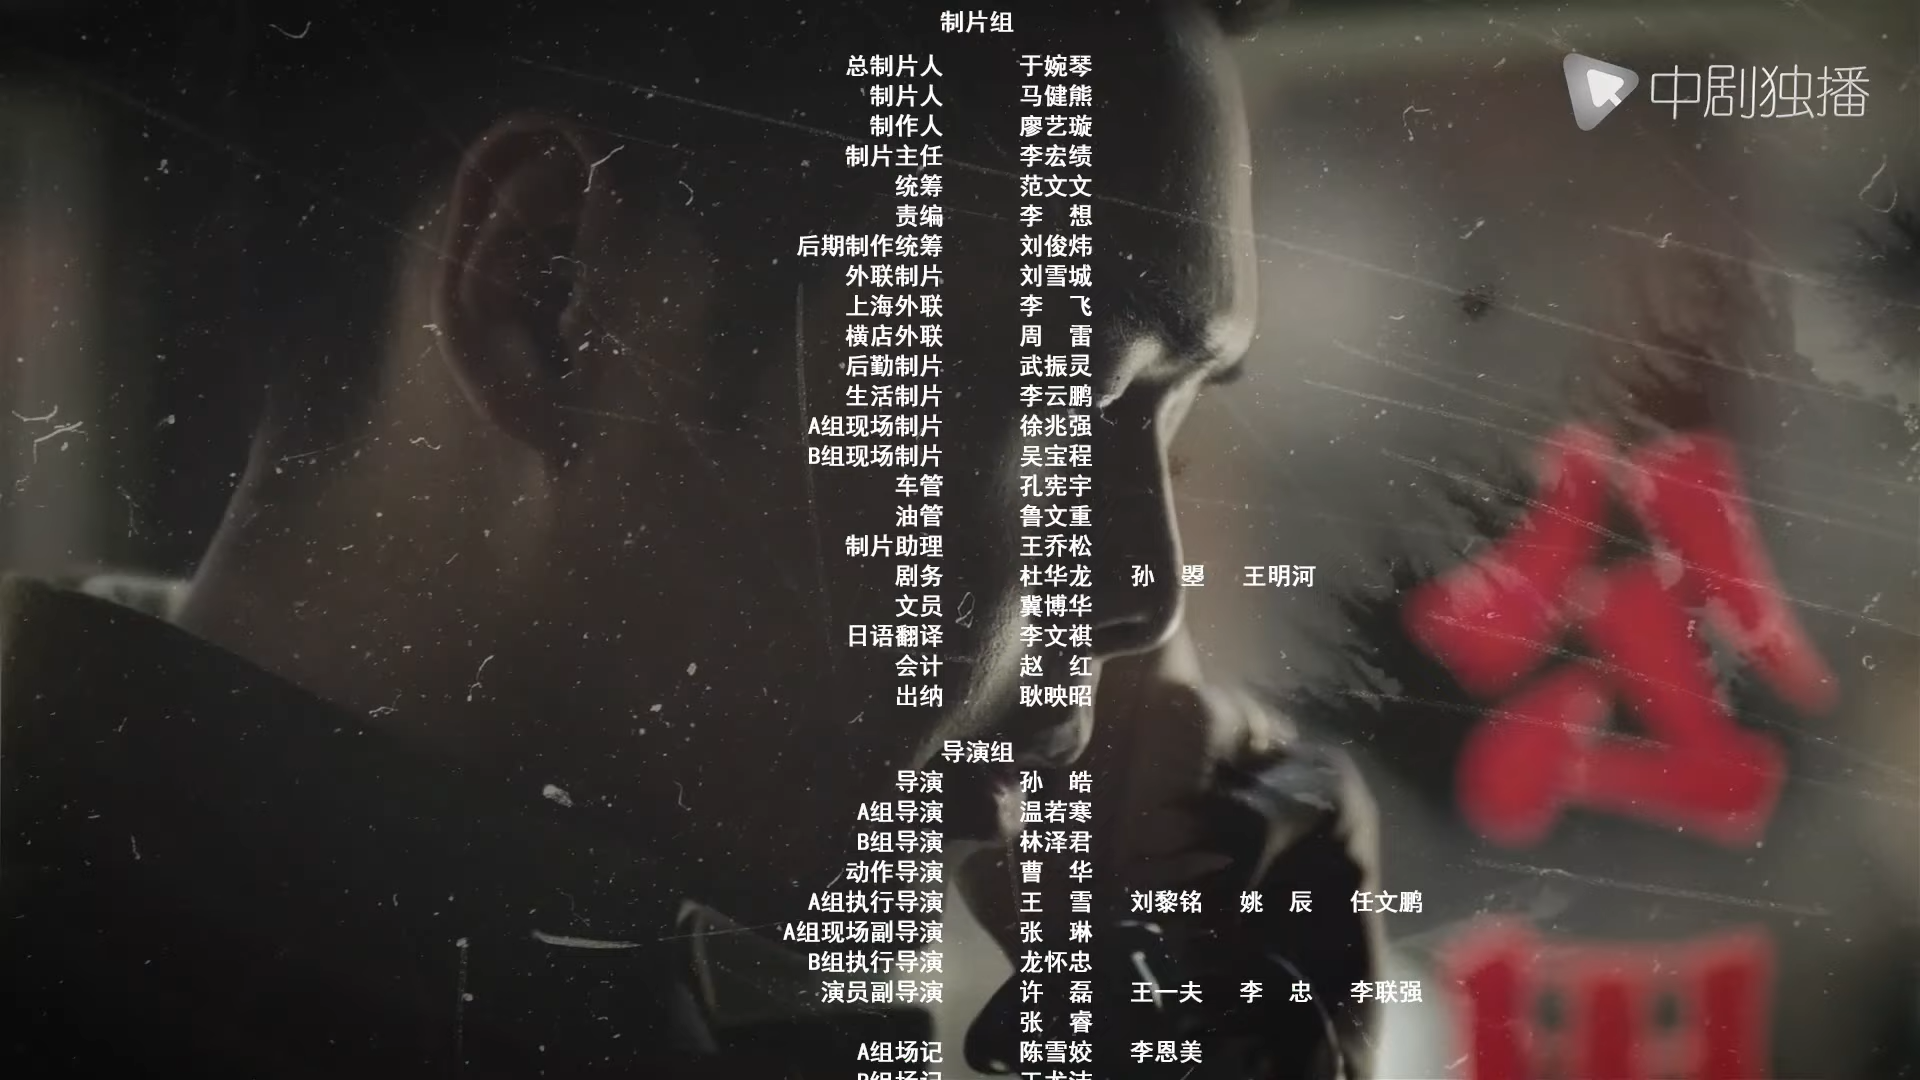 制片组
中剧独播
总制片人 于婉琴
制片人 马健熊
制作人 廖艺璇
制片主任 李宏绩
统筹 范文文
责编 李 想
后期制作统筹 刘俊炜
外联制片 刘雪城
上海外联 李 飞
横店外联 周 雷
后勤制片 武振灵
生活制片 李云鹏
A组现场制片 徐兆强
B组现场制片 吴宝程
车管 孔宪宇
油管 鲁文重
制片助理 王乔松
剧务 杜华龙 孙 曌 王明河
文员 冀博华
日语翻译 李文祺
会计 赵 红
出纳 耿映昭
导演组
导演 孙 皓
A组导演 温若寒
B组导演 林泽君
动作导演 曹 华
A组执行导演 王 雪 刘黎铭 姚 辰 任文鹏
A组现场副导演 张 琳
B组执行导演 龙怀忠
演员副导演 许 磊 王一夫 李 忠 李联强
张 睿
A组场记 陈雪姣 李恩美
B组场记